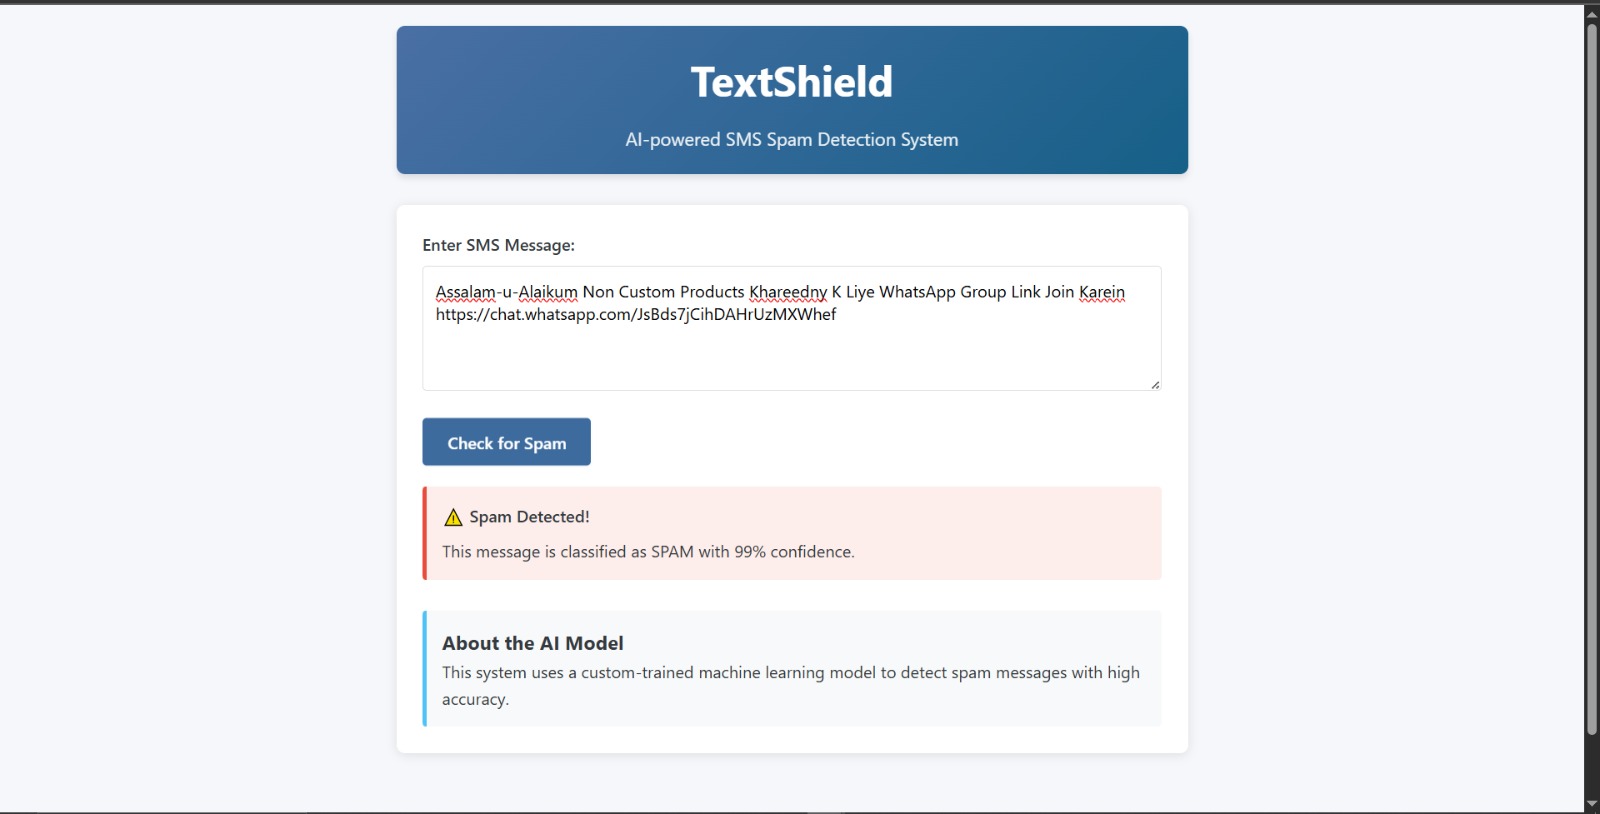 TextShield
AI-powered SMS Spam Detection System
Enter SMS Message:
Assalam-u-Alaikum Non Custom Products Khareedny K Liye WhatsApp Group Link Join Karein
https://chat.whatsapp.com/JsBds7jCihDAHrUzMXWhef
Check for Spam
⚠ Spam Detected!
This message is classified as SPAM with 99% confidence.
About the AI Model
This system uses a custom-trained machine learning model to detect spam messages with high
accuracy.